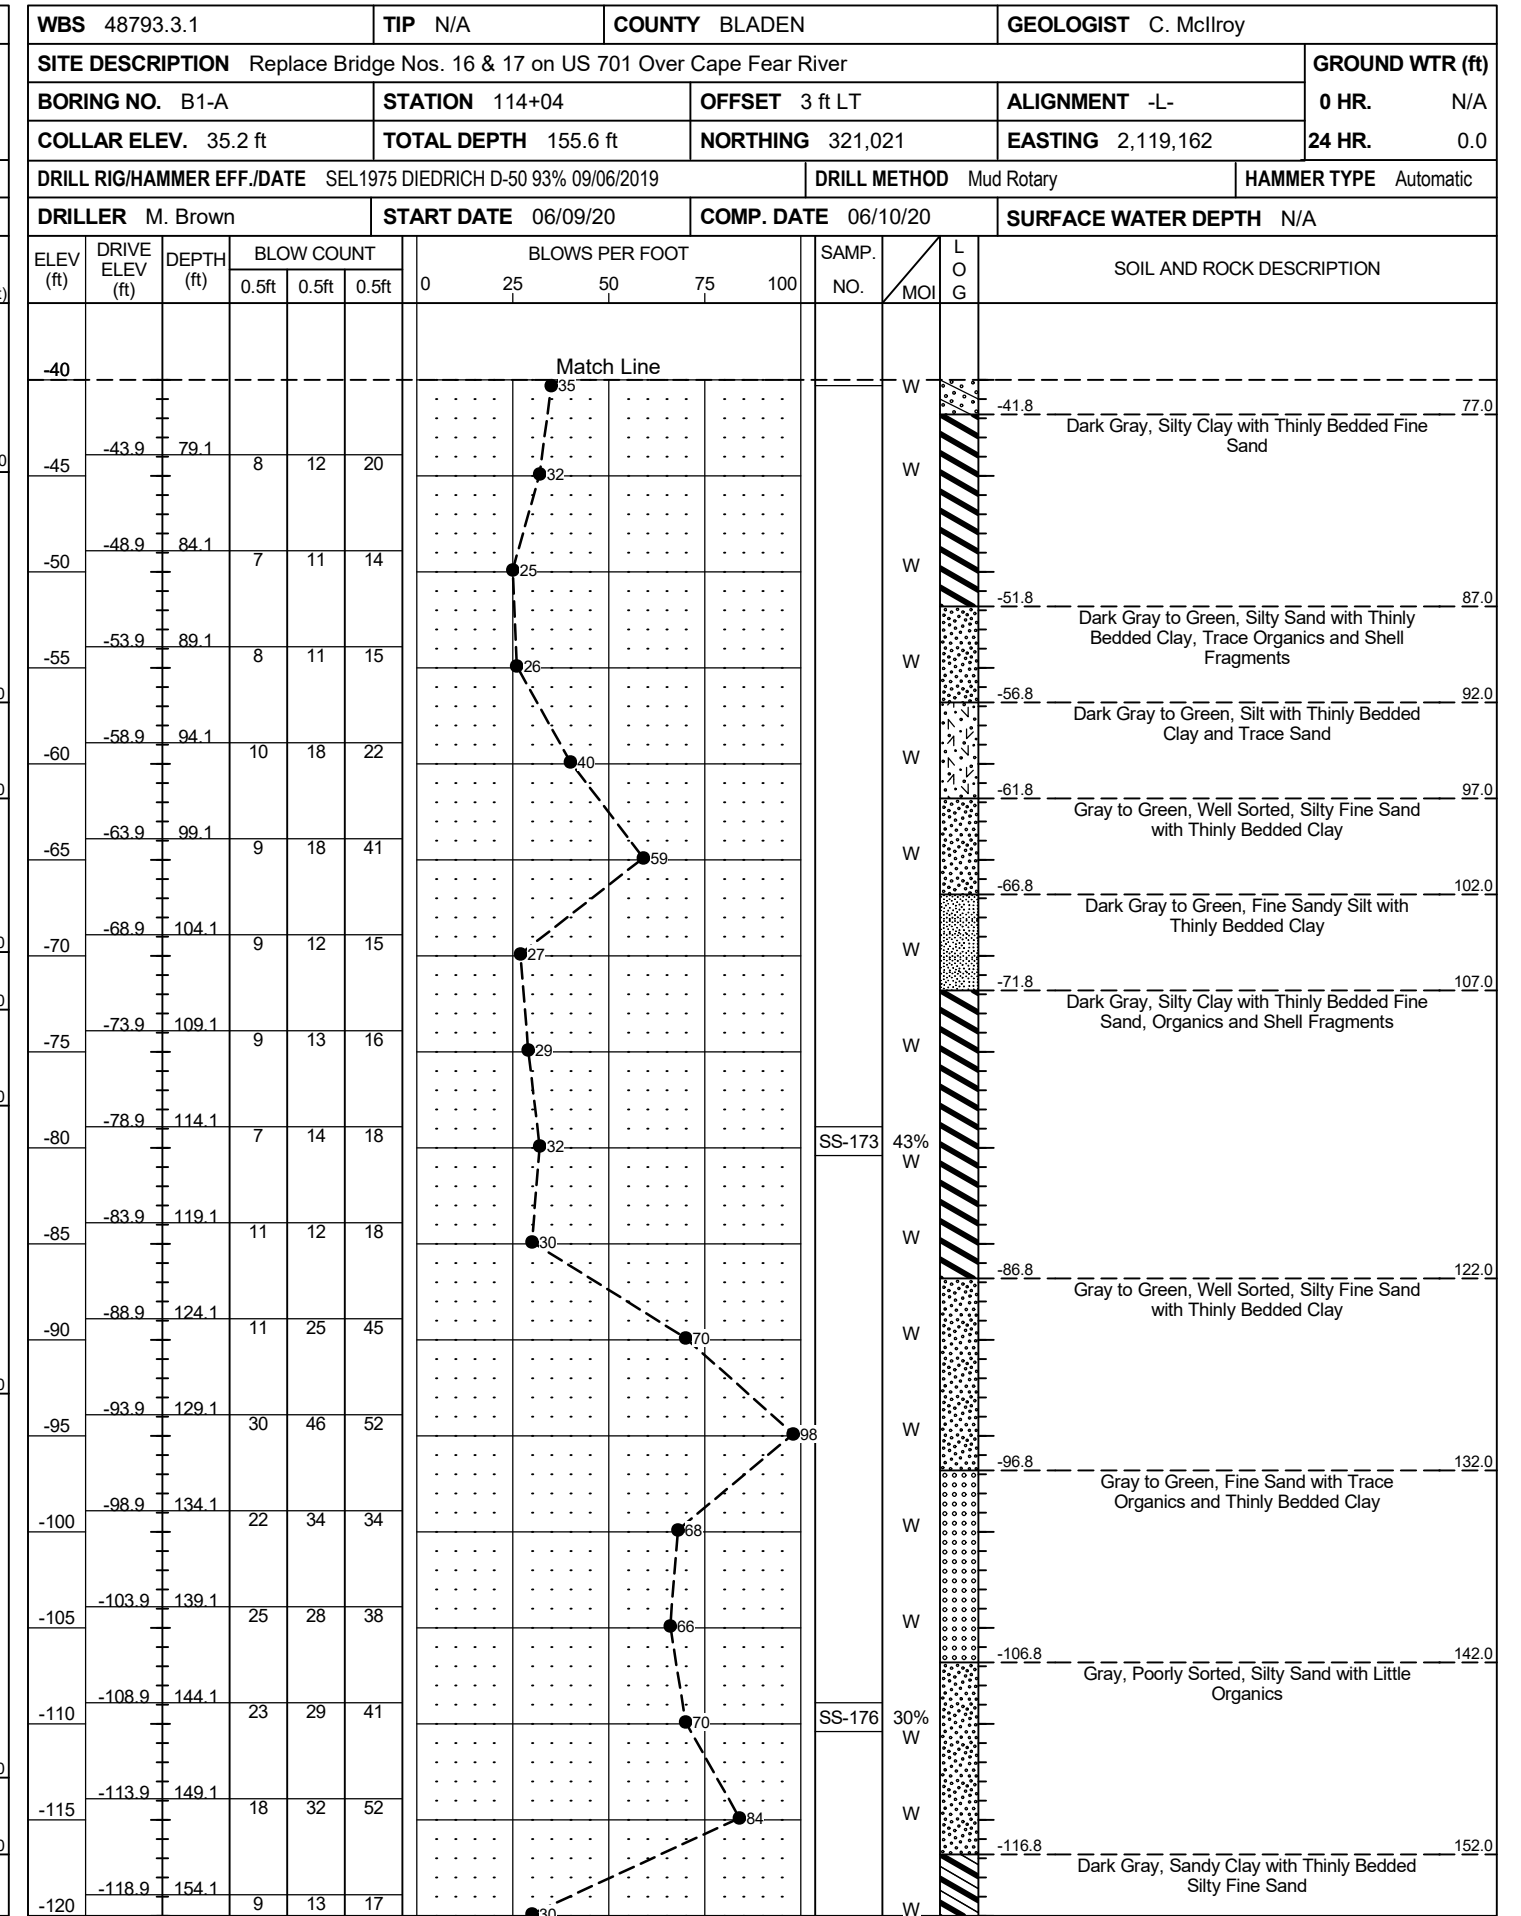 WBS 48793.3.1 TIP N/A COUNTY BLADEN GEOLOGIST C. McIlroy
SITE DESCRIPTION Replace Bridge Nos. 16 & 17 on US 701 Over Cape Fear River GROUND WTR (ft)
BORING NO. B1-A STATION 114+04 OFFSET 3 ft LT ALIGNMENT -L- 0 HR. N/A
COLLAR ELEV. 35.2 ft TOTAL DEPTH 155.6 ft NORTHING 321,021 EASTING 2,119,162 24 HR. 0.0
DRILL RIG/HAMMER EFF./DATE SEL1975 DIEDRICH D-50 93% 09/06/2019 DRILL METHOD Mud Rotary HAMMER TYPE Automatic
DRILLER M. Brown START DATE 06/09/20 COMP. DATE 06/10/20 SURFACE WATER DEPTH N/A
ELEV (ft) DRIVE ELEV (ft) DEPTH (ft) BLOW COUNT BLOWS PER FOOT SAMP. NO. MOI LOG SOIL AND ROCK DESCRIPTION
0.5ft 0.5ft 0.5ft 0 25 50 75 100
Match Line
-40 35 W
-41.8 77.0
Dark Gray, Silty Clay with Thinly Bedded Fine
Sand
-43.9 79.1
-45 8 12 20 32 W
-48.9 84.1
-50 7 11 14 25 W
-51.8 87.0
Dark Gray to Green, Silty Sand with Thinly
Bedded Clay, Trace Organics and Shell
Fragments
-53.9 89.1
-55 8 11 15 26 W
-56.8 92.0
Dark Gray to Green, Silt with Thinly Bedded
Clay and Trace Sand
-58.9 94.1
-60 10 18 22 40 W
-61.8 97.0
Gray to Green, Well Sorted, Silty Fine Sand
with Thinly Bedded Clay
-63.9 99.1
-65 9 18 41 59 W
-66.8 102.0
Dark Gray to Green, Fine Sandy Silt with
Thinly Bedded Clay
-68.9 104.1
-70 9 12 15 27 W
-71.8 107.0
Dark Gray, Silty Clay with Thinly Bedded Fine
Sand, Organics and Shell Fragments
-73.9 109.1
-75 9 13 16 29 W
-78.9 114.1
-80 7 14 18 32 SS-173 43%
W
-83.9 119.1
-85 11 12 18 30 W
-86.8 122.0
Gray to Green, Well Sorted, Silty Fine Sand
with Thinly Bedded Clay
-88.9 124.1
-90 11 25 45 70 W
-93.9 129.1
-95 30 46 52 98 W
-96.8 132.0
Gray to Green, Fine Sand with Trace
Organics and Thinly Bedded Clay
-98.9 134.1
-100 22 34 34 68 W
-103.9 139.1
-105 25 28 38 66 W
-106.8 142.0
Gray, Poorly Sorted, Silty Sand with Little
Organics
-108.9 144.1
-110 23 29 41 70 SS-176 30%
W
-113.9 149.1
-115 18 32 52 84 W
-116.8 152.0
Dark Gray, Sandy Clay with Thinly Bedded
Silty Fine Sand
-118.9 154.1
-120 9 13 17 30 W